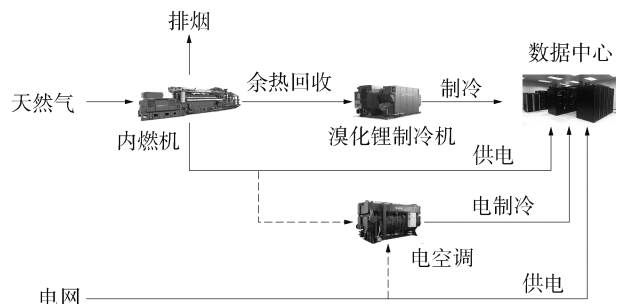 排烟
数据中心
天然气
余热回收
制冷
内燃机
溴化锂制冷机
供电
电制冷
电空调
供电
电网